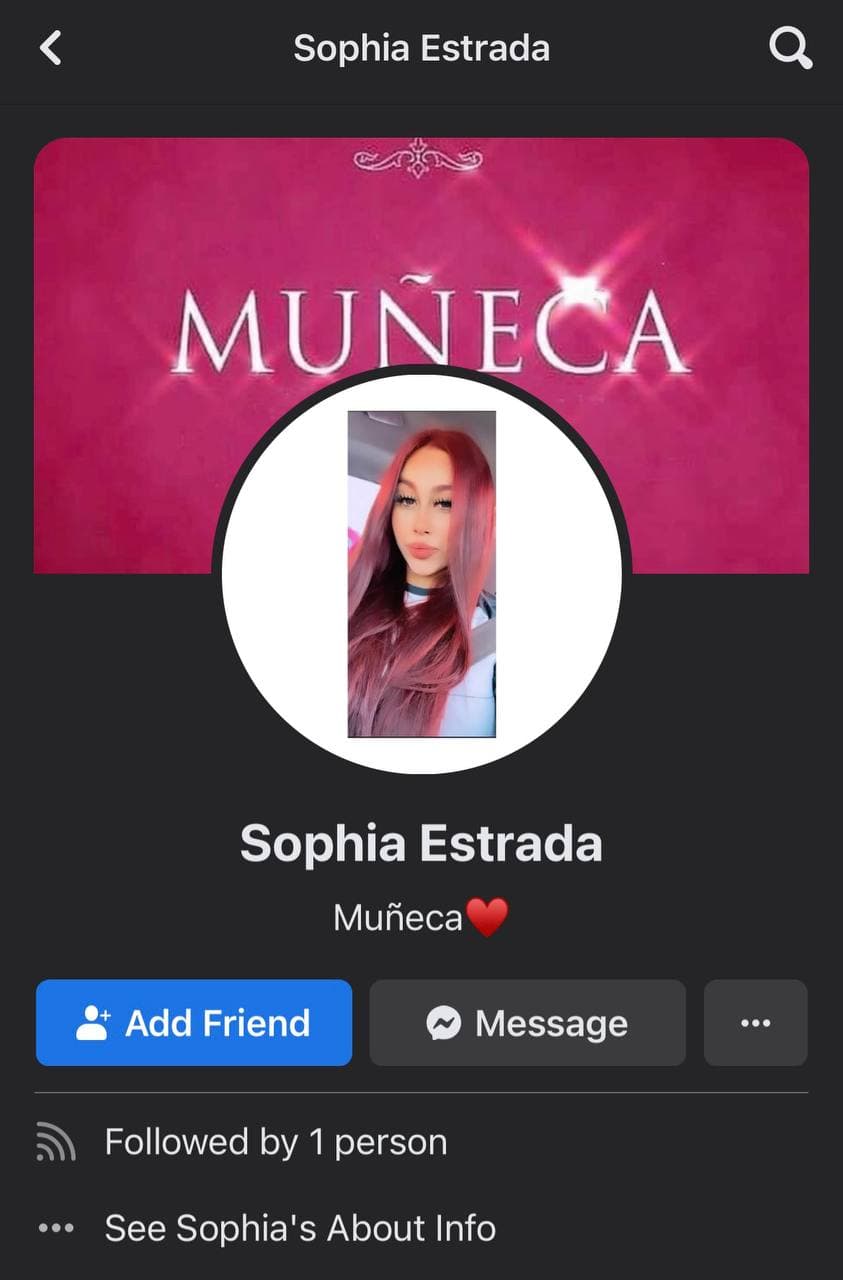 Sophia Estrada
MUÑECA
Sophia Estrada
Muñeca❤️
Add Friend
Message
Followed by 1 person
See Sophia's About Info